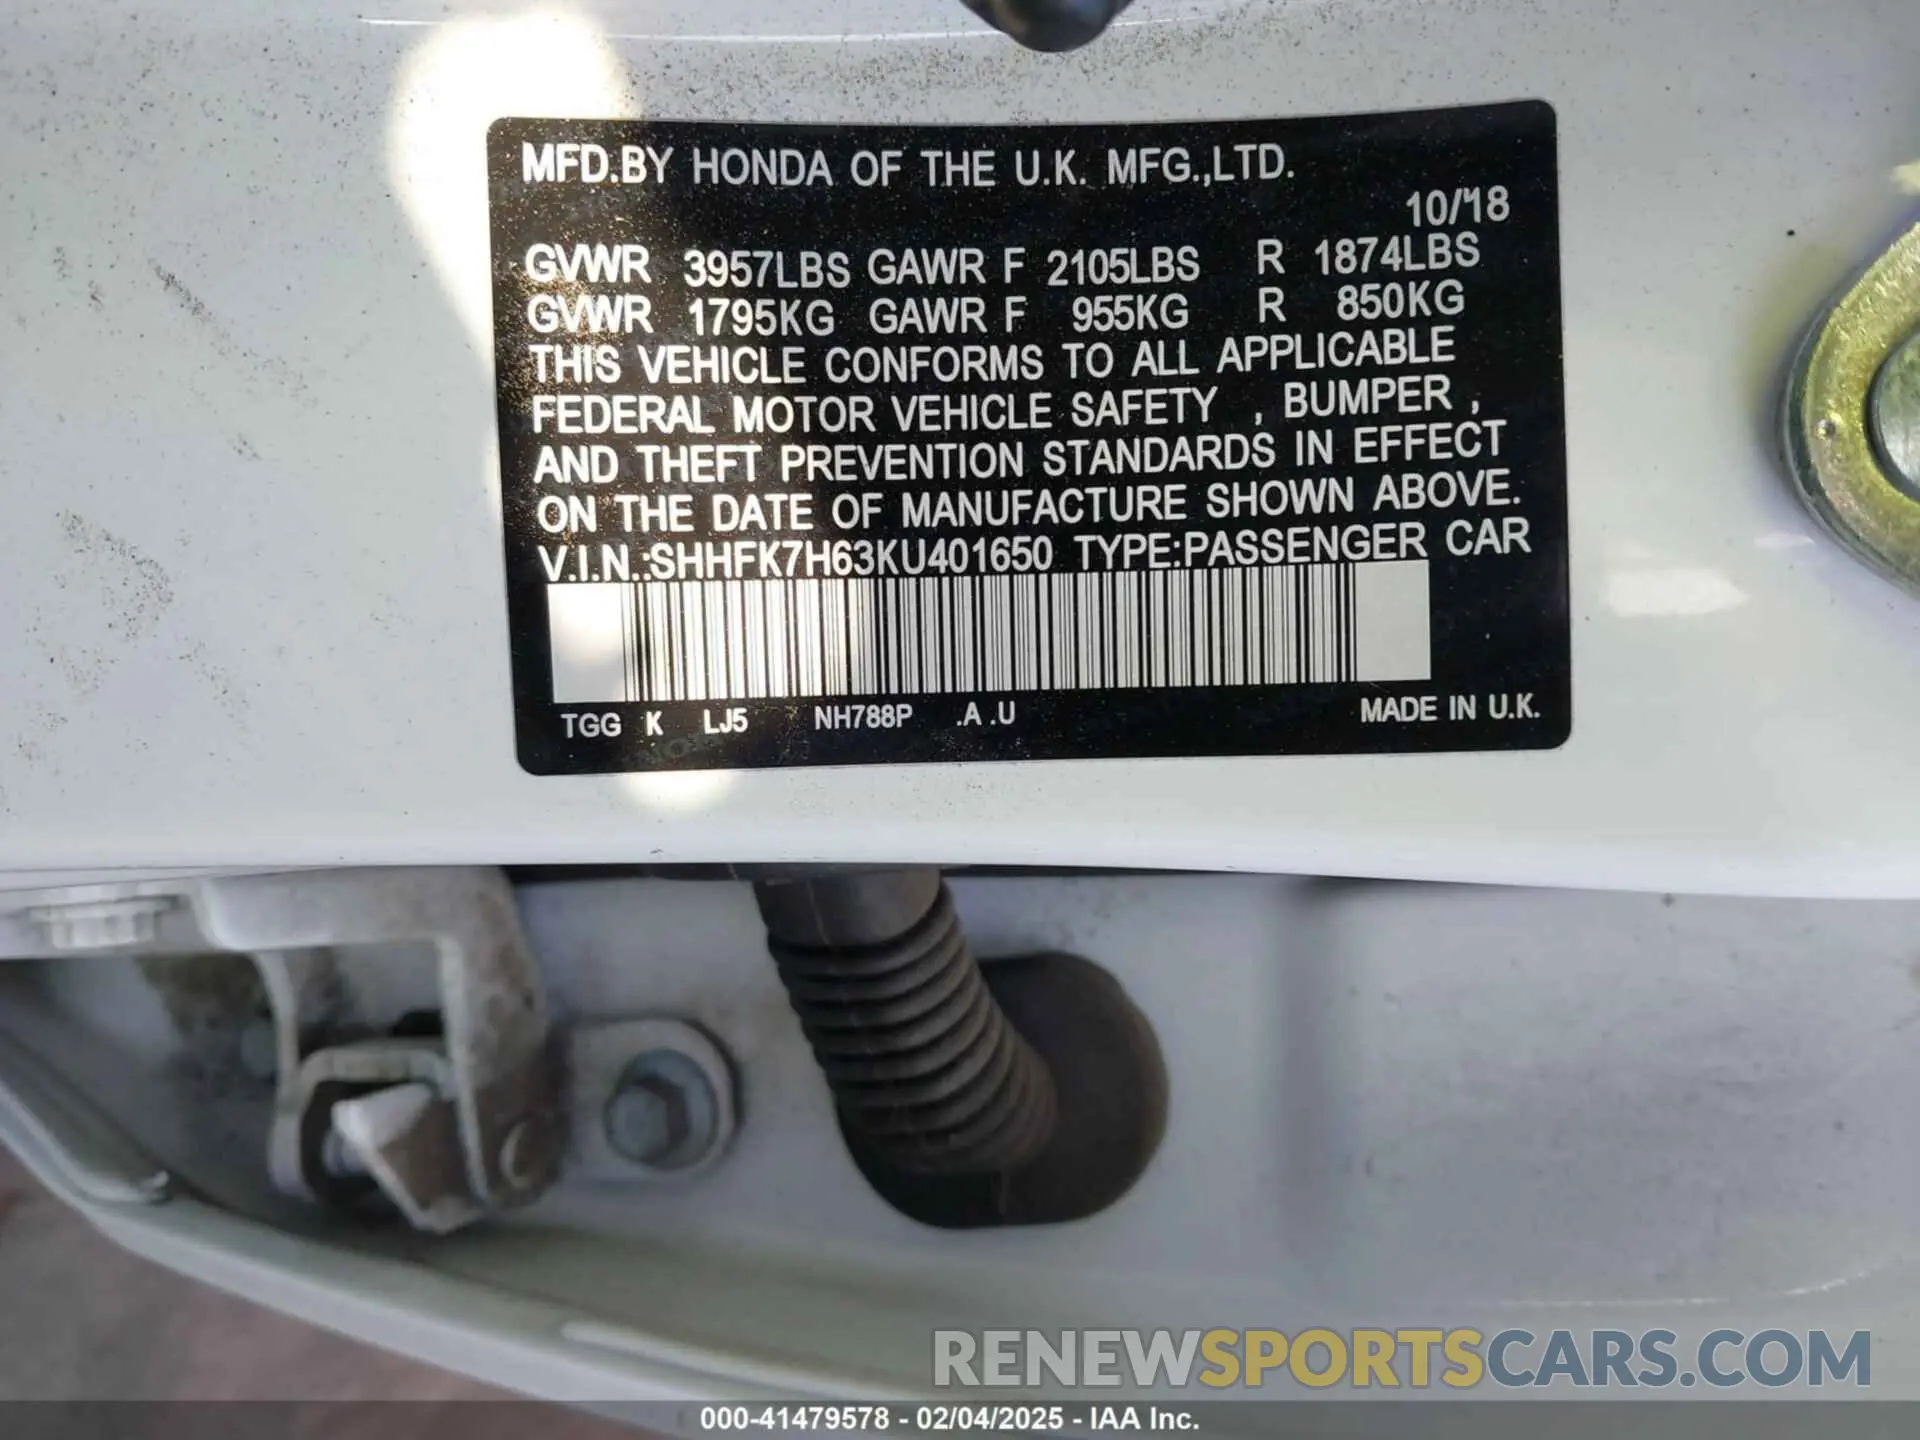 MFD.BY HONDA OF THE U.K. MFG.,LTD.
10/'18
GVWR 3957LBS GAWR F 2105LBS R 1874LBS
GVWR 1795KG GAWR F 955KG R 850KG
THIS VEHICLE CONFORMS TO ALL APPLICABLE
FEDERAL MOTOR VEHICLE SAFETY , BUMPER ,
AND THEFT PREVENTION STANDARDS IN EFFECT
ON THE DATE OF MANUFACTURE SHOWN ABOVE.
V.I.N.:SHHFK7H63KU401650 TYPE:PASSENGER CAR
TGG K LJ5 NH788P .A .U MADE IN U.K.
RENEWSPORTSCARS.COM
000-41479578 - 02/04/2025 - IAA Inc.